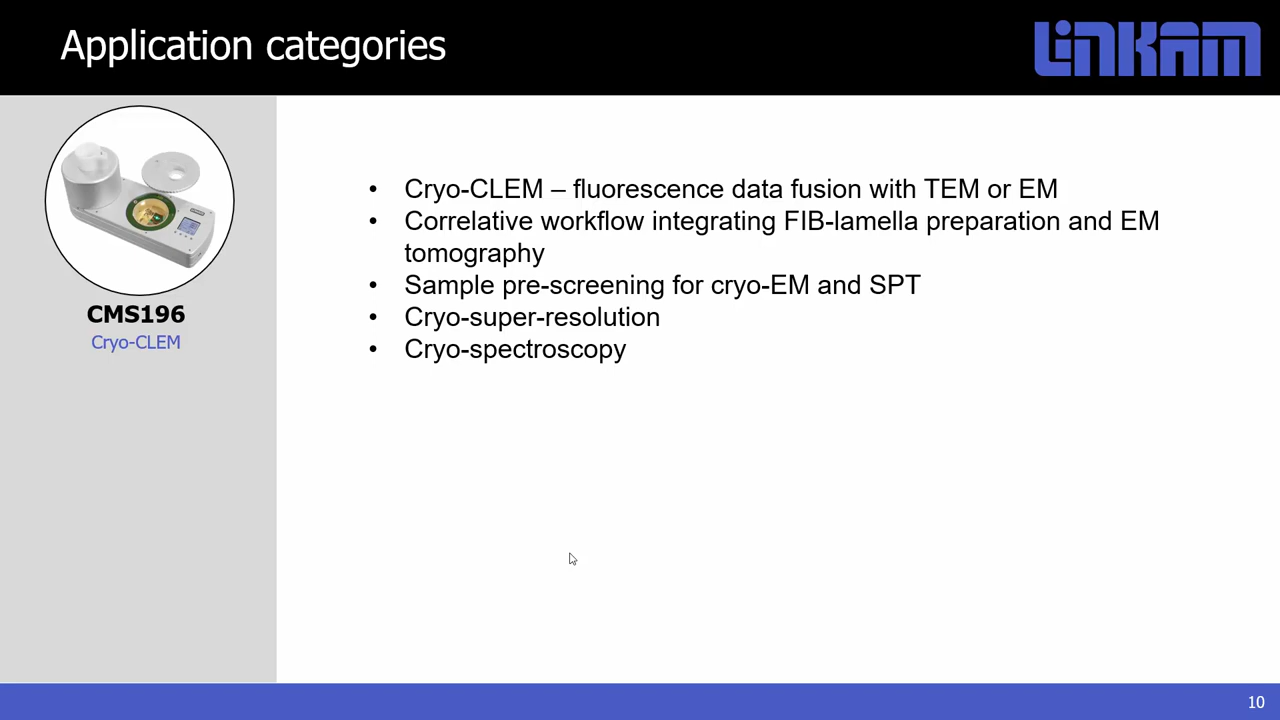 Application categories
LINKAM
CMS196
Cryo-CLEM
• Cryo-CLEM – fluorescence data fusion with TEM or EM
• Correlative workflow integrating FIB-lamella preparation and EM
tomography
• Sample pre-screening for cryo-EM and SPT
• Cryo-super-resolution
• Cryo-spectroscopy
10